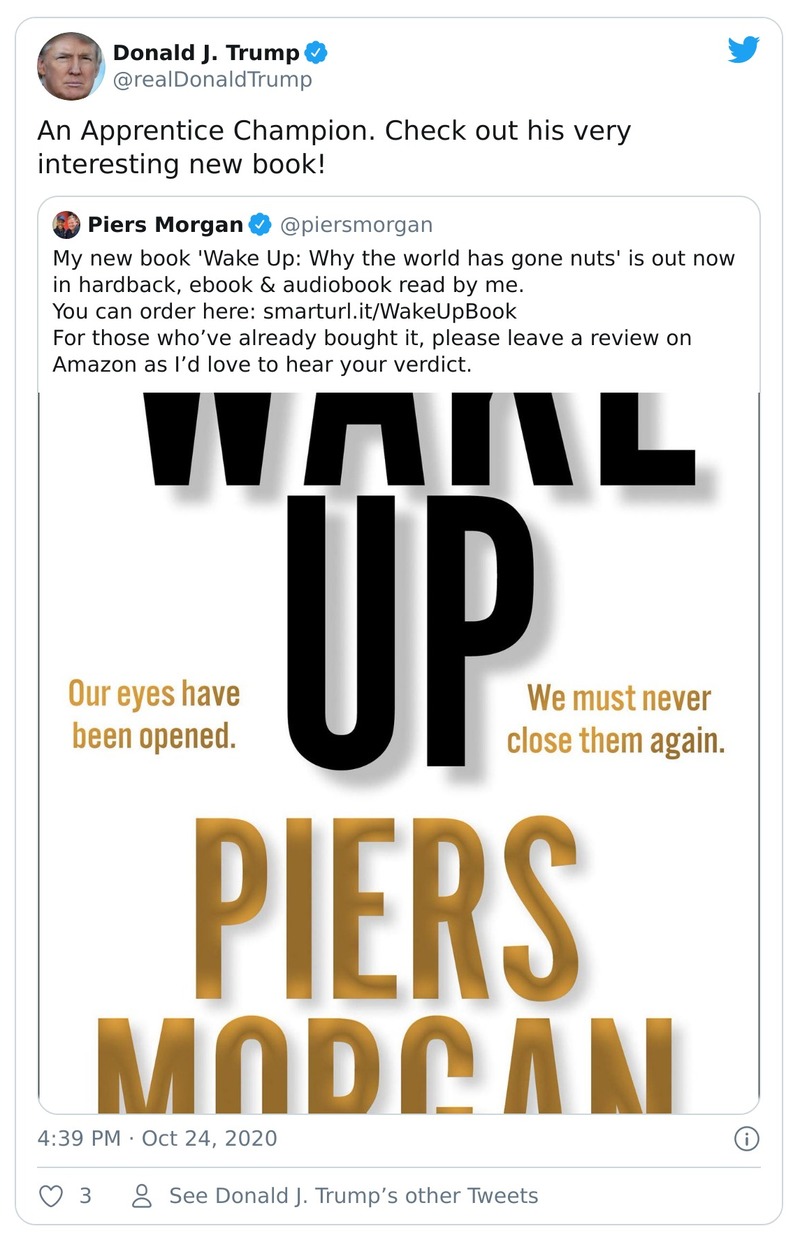 Donald J. Trump
@realDonaldTrump
An Apprentice Champion. Check out his very
interesting new book!
Piers Morgan @piersmorgan
My new book 'Wake Up: Why the world has gone nuts' is out now
in hardback, ebook & audiobook read by me.
You can order here: smarturl.it/WakeUpBook
For those who’ve already bought it, please leave a review on
Amazon as I’d love to hear your verdict.
WAKE
UP
Our eyes have
been opened.
We must never
close them again.
PIERS
MORGAN
4:39 PM · Oct 24, 2020
3 See Donald J. Trump’s other Tweets